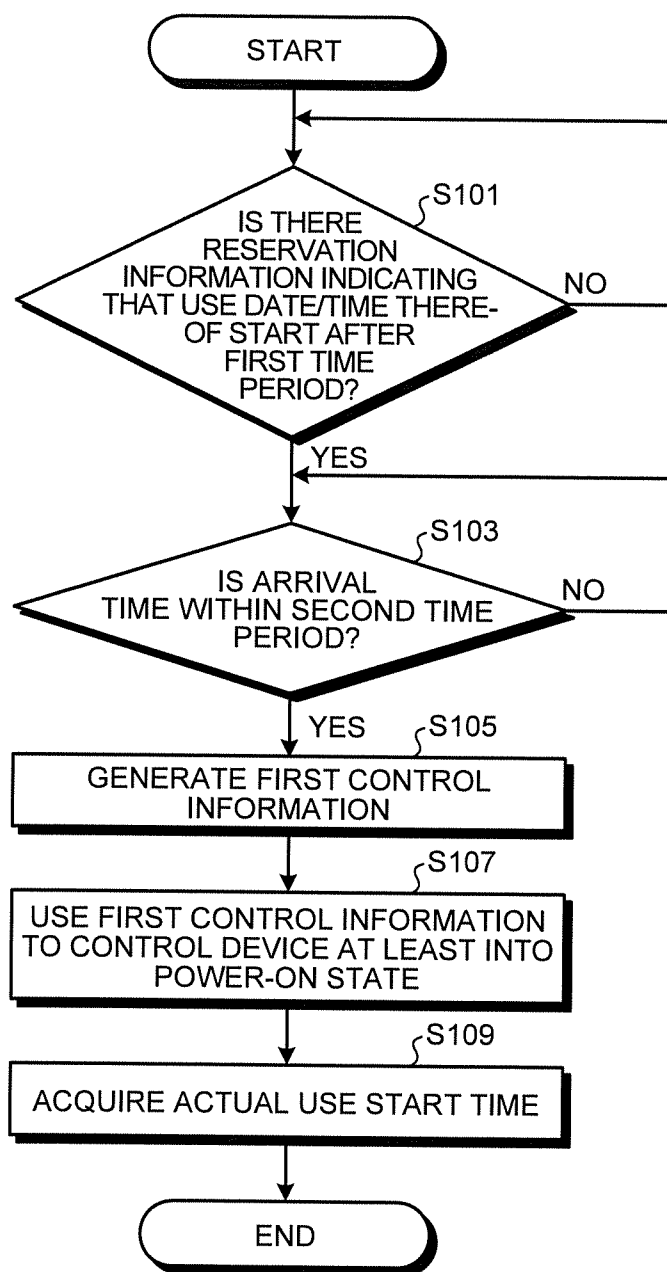 START
S101
IS THERE
RESERVATION
INFORMATION INDICATING
THAT USE DATE/TIME THERE-
OF START AFTER
FIRST TIME
PERIOD?
NO
YES
S103
IS ARRIVAL
TIME WITHIN SECOND TIME
PERIOD?
NO
YES
S105
GENERATE FIRST CONTROL
INFORMATION
S107
USE FIRST CONTROL INFORMATION
TO CONTROL DEVICE AT LEAST INTO
POWER-ON STATE
S109
ACQUIRE ACTUAL USE START TIME
END